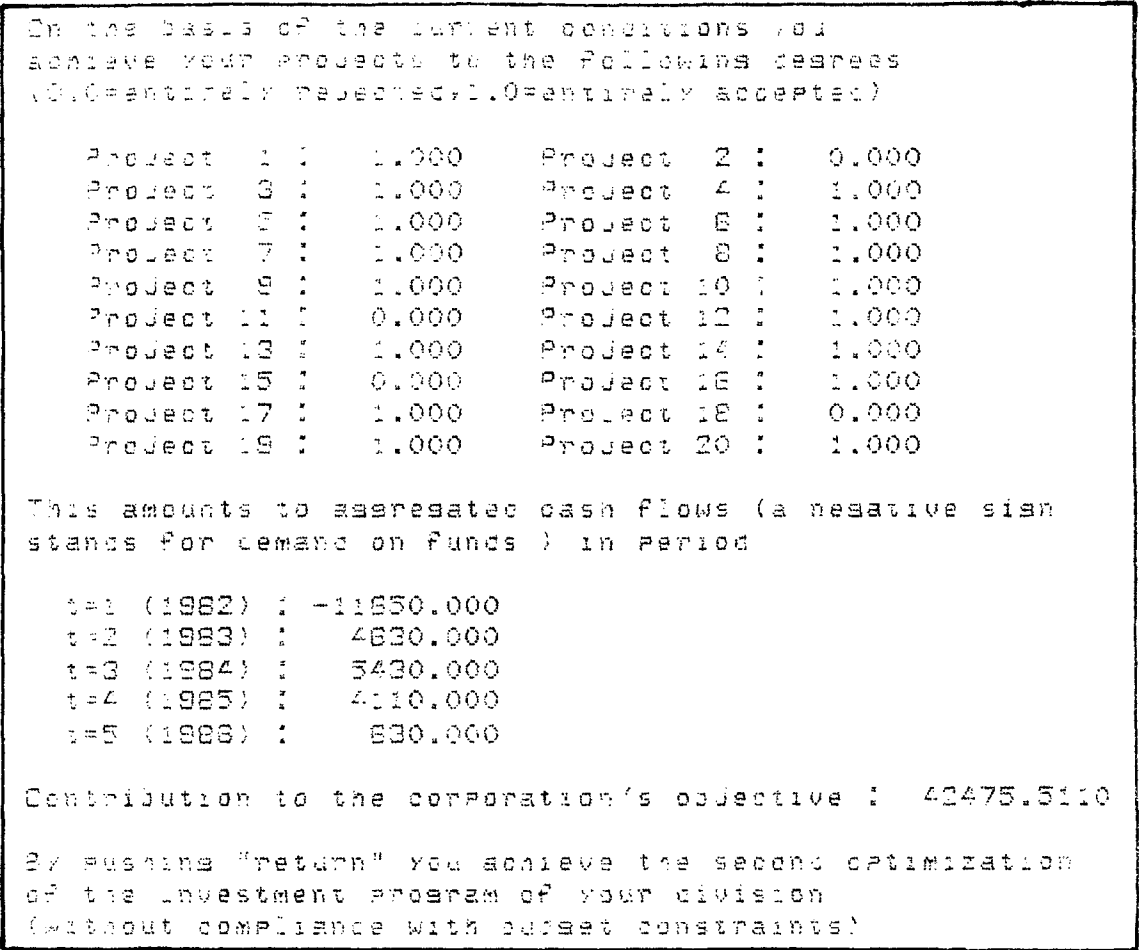 On the basis of the current conditions you
achieve your projects to the following degrees
(0.0=entirely rejected,1.0=entirely accepted)
Project 1 : 1.000 Project 2 : 0.000
Project 3 : 1.000 Project 4 : 1.000
Project 5 : 1.000 Project 6 : 1.000
Project 7 : 1.000 Project 8 : 1.000
Project 9 : 1.000 Project 10 : 1.000
Project 11 : 0.000 Project 12 : 1.000
Project 13 : 1.000 Project 14 : 1.000
Project 15 : 0.000 Project 16 : 1.000
Project 17 : 1.000 Project 18 : 0.000
Project 19 : 1.000 Project 20 : 1.000
This amounts to aggregated cash flows (a negative sign
stands for demand on funds ) in period
t=1 (1982) :
t=2 (1983) :
t=3 (1984) : 5430.000
t=4 (1985) : 4110.000
t=5 (1986) :
Contribution to the corporation's objective : 42475.5110
By pushing "return" you achieve the second optimization
of the investment program of your division
(without compliance with budget constraints)